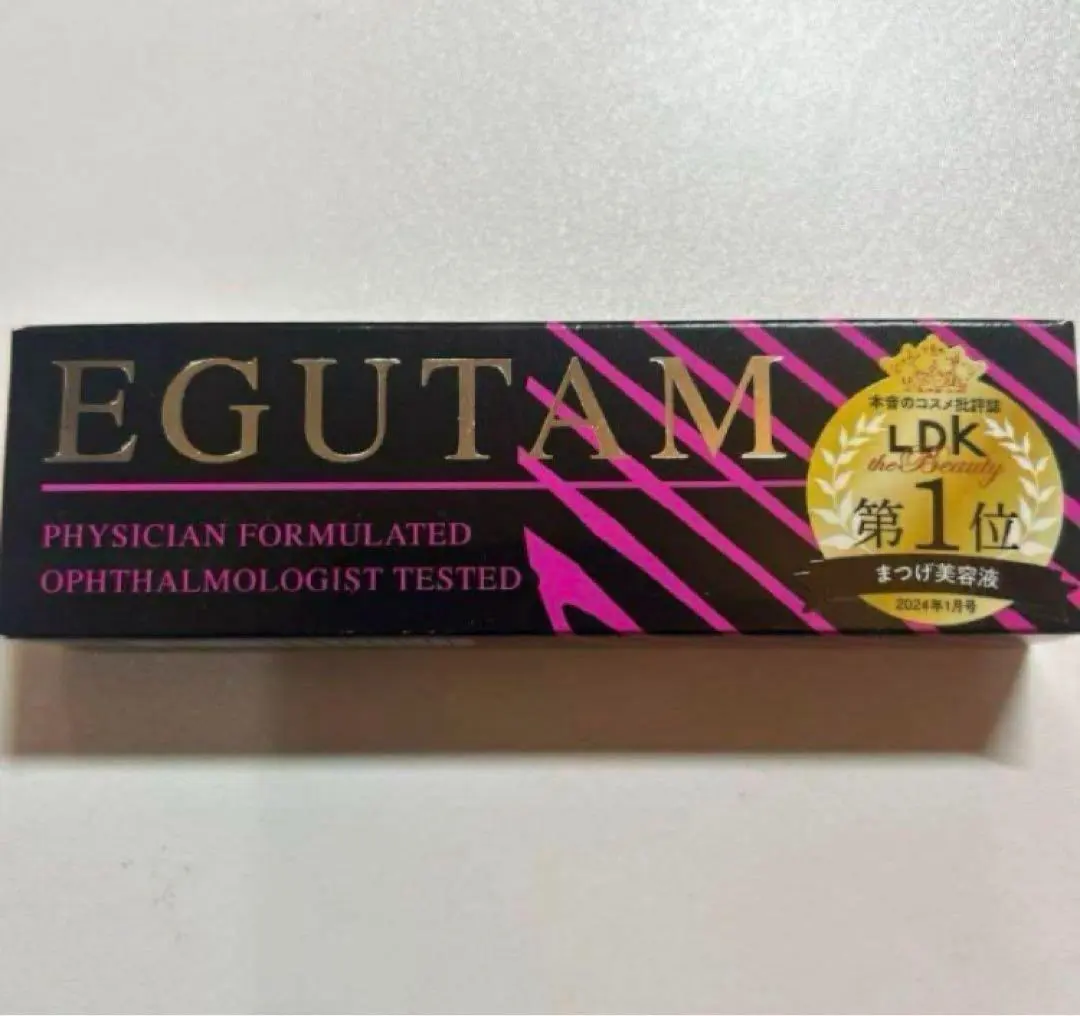 EGUTAM
PHYSICIAN FORMULATED
OPHTHALMOLOGIST TESTED
本音のコスメ批評誌
LDK
the Beauty
第1位
まつげ美容液
2024年1月号